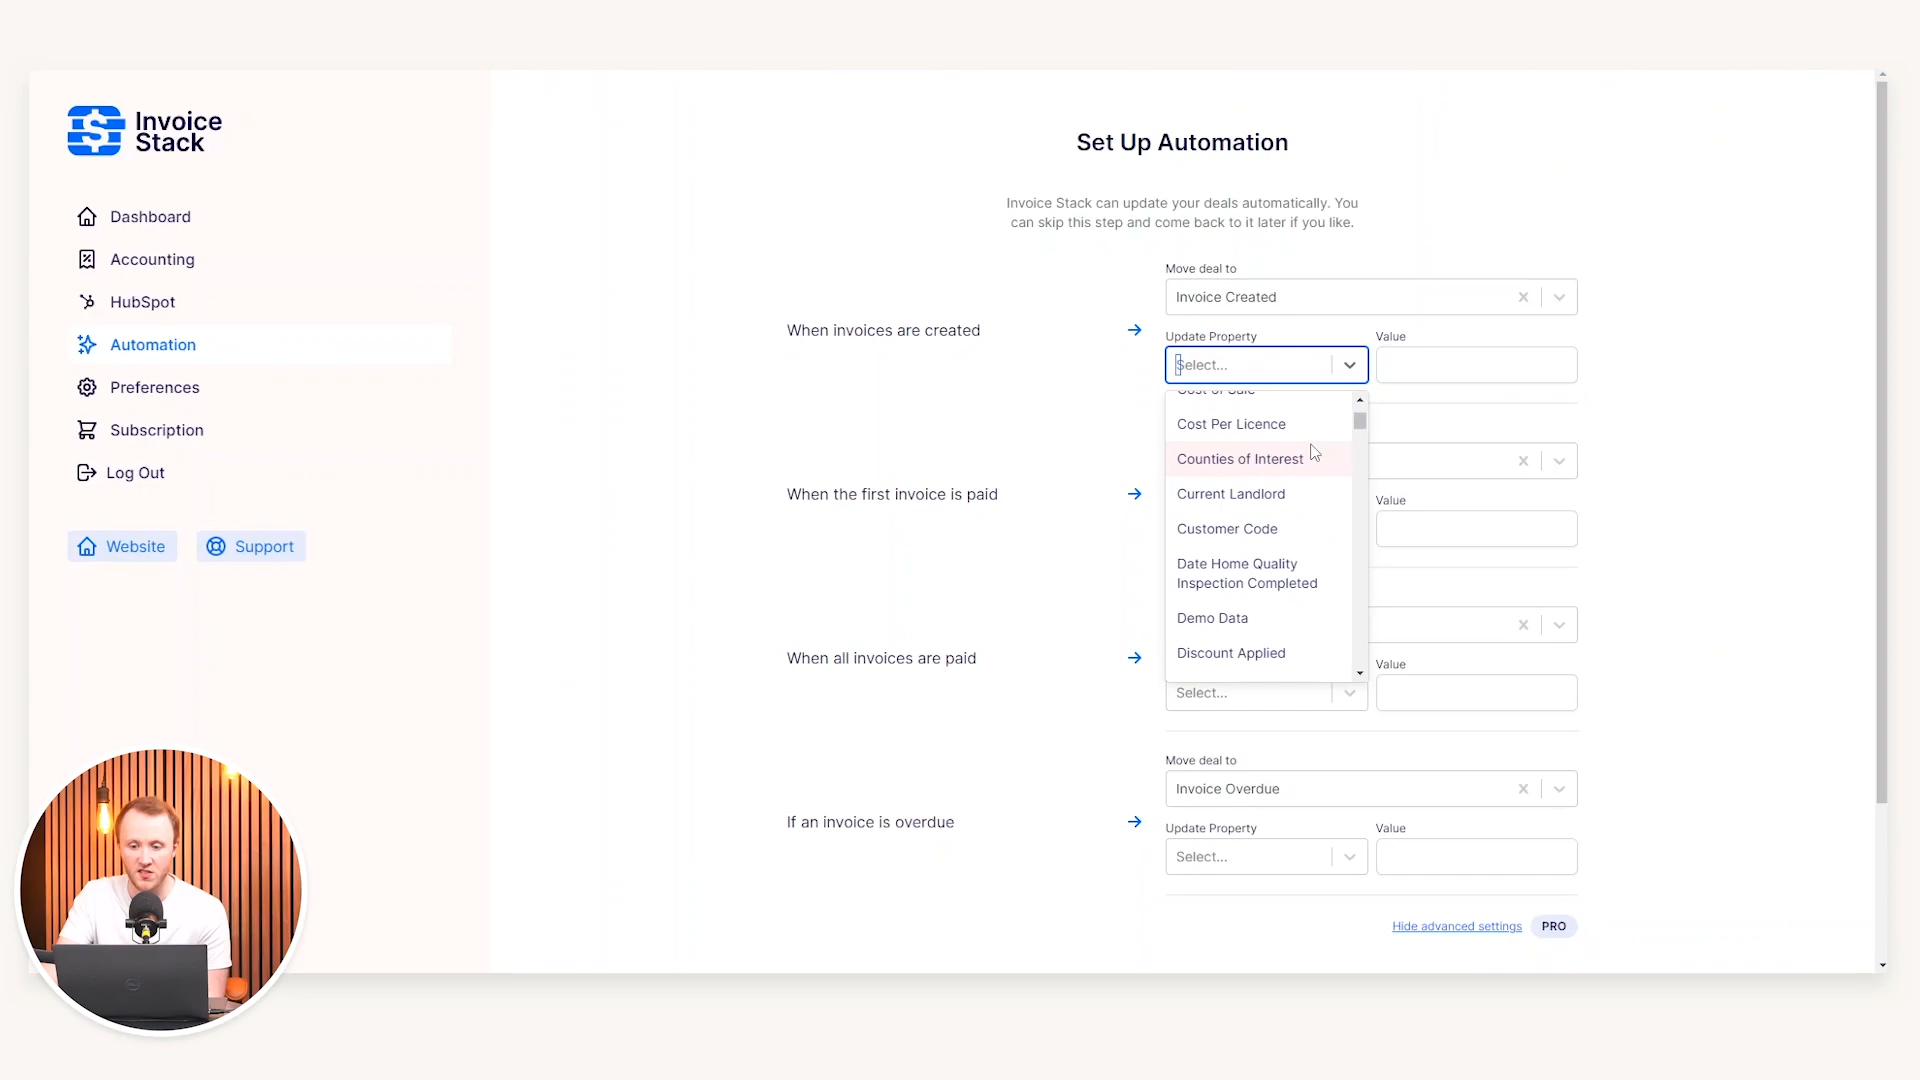 Invoice
Stack
Dashboard
Accounting
HubSpot
Automation
Preferences
Subscription
Log Out
Website
Support
Set Up Automation
Invoice Stack can update your deals automatically. You
can skip this step and come back to it later if you like.
When invoices are created
Move deal to
Invoice Created
Update Property
Value
Select...
Cost of Sale
Cost Per Licence
Counties of Interest
Current Landlord
Customer Code
Date Home Quality
Inspection Completed
Demo Data
Discount Applied
When the first invoice is paid
Value
When all invoices are paid
Value
Select...
If an invoice is overdue
Move deal to
Invoice Overdue
Update Property
Value
Select...
Hide advanced settings
PRO